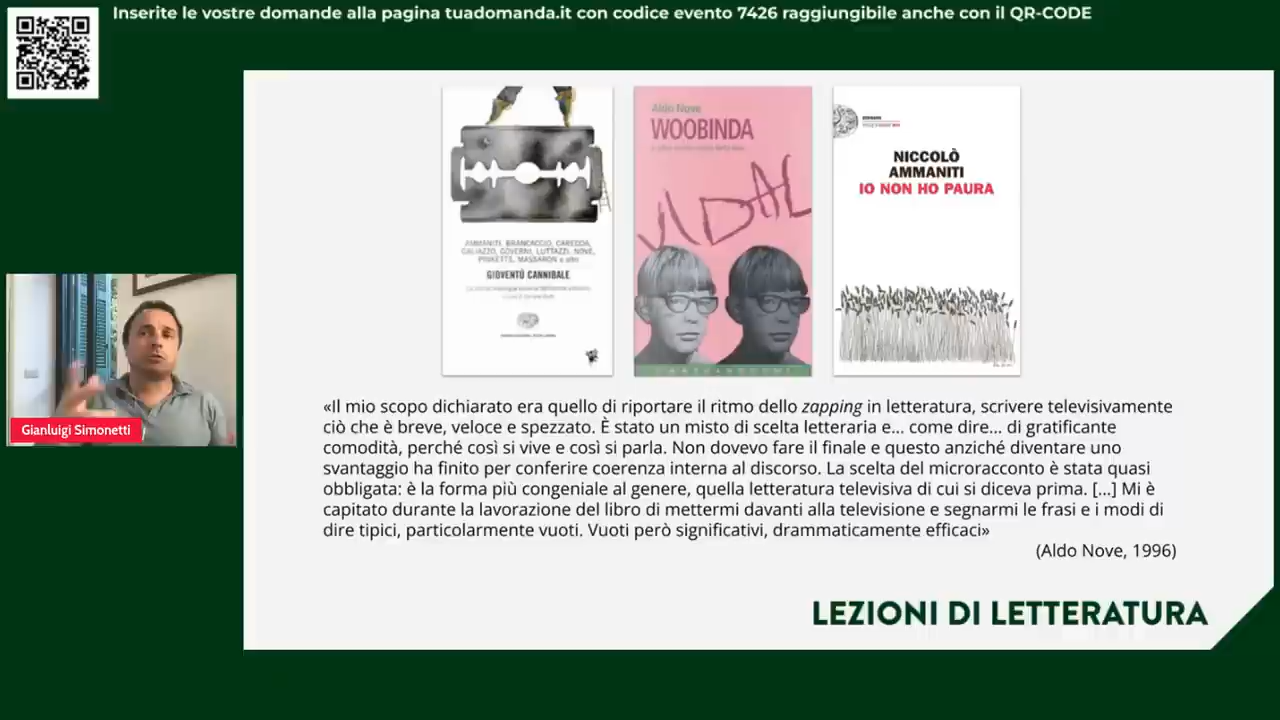 Inserite le vostre domande alla pagina tuadomanda.it con codice evento 7426 raggiungibile anche con il QR-CODE
AMMANITI, BRANCACCIO, CAREDDA,
GALIAZZO, GOVERNI, LUTTAZZI, NOVE,
PINKETTS, MASSARON e altri
GIOVENTÙ CANNIBALE
Aldo Nove
WOOBINDA
VIDAL
NICCOLÒ
AMMANITI
IO NON HO PAURA
Gianluigi Simonetti
«Il mio scopo dichiarato era quello di riportare il ritmo dello zapping in letteratura, scrivere televisivamente
ciò che è breve, veloce e spezzato. È stato un misto di scelta letteraria e... come dire... di gratificante
comodità, perché così si vive e così si parla. Non dovevo fare il finale e questo anziché diventare uno
svantaggio ha finito per conferire coerenza interna al discorso. La scelta del microracconto è stata quasi
obbligata: è la forma più congeniale al genere, quella letteratura televisiva di cui si diceva prima. [...] Mi è
capitato durante la lavorazione del libro di mettermi davanti alla televisione e segnarmi le frasi e i modi di
dire tipici, particolarmente vuoti. Vuoti però significativi, drammaticamente efficaci»
(Aldo Nove, 1996)
LEZIONI DI LETTERATURA